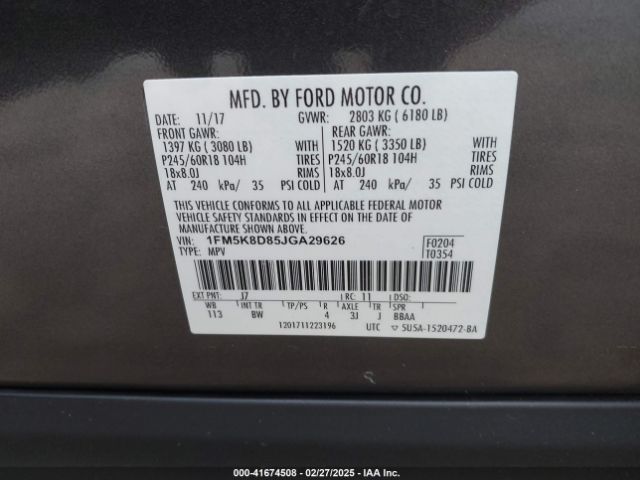 MFD. BY FORD MOTOR CO.
DATE: 11/17 GVWR: 2803 KG ( 6180 LB)
FRONT GAWR: REAR GAWR:
1397 KG ( 3080 LB) WITH 1520 KG ( 3350 LB) WITH
P245/60R18 104H TIRES P245/60R18 104H TIRES
18x8.0J RIMS 18x8.0J RIMS
AT 240 kPa/ 35 PSI COLD AT 240 kPa/ 35 PSI COLD
THIS VEHICLE CONFORMS TO ALL APPLICABLE FEDERAL MOTOR
VEHICLE SAFETY STANDARDS IN EFFECT ON THE DATE OF
MANUFACTURE SHOWN ABOVE.
VIN: 1FM5K8D85JGA29626 F0204
TYPE: MPV T0354
EXT PNT: J7 RC: 11 DSO:
WB INT TR TP/PS R AXLE TR SPR
113 BW 4 3J J BBAA
1201711223196 UTC ▽ 5U5A-1520472-BA
000-41674508 - 02/27/2025 - IAA Inc.